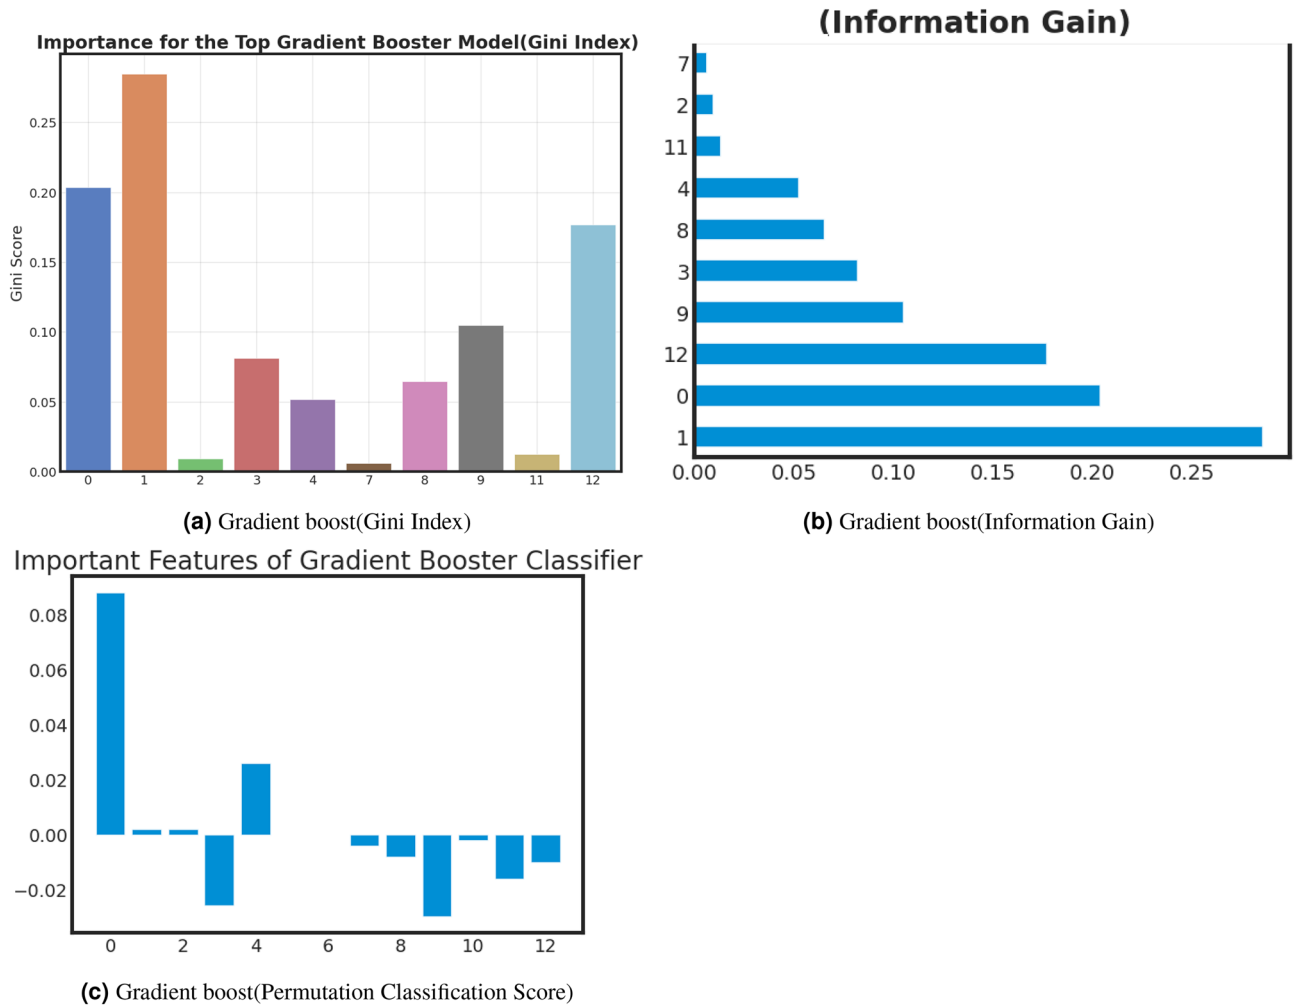 Importance for the Top Gradient Booster Model(Gini Index)
Gini Score
0.25
0.20
0.15
0.10
0.05
0.00
0 1 2 3 4 7 8 9 11 12
(a) Gradient boost(Gini Index)
(Information Gain)
7
2
11
4
8
3
9
12
0
1
0.00 0.05 0.10 0.15 0.20 0.25
(b) Gradient boost(Information Gain)
Important Features of Gradient Booster Classifier
0.08
0.06
0.04
0.02
0.00
−0.02
0 2 4 6 8 10 12
(c) Gradient boost(Permutation Classification Score)